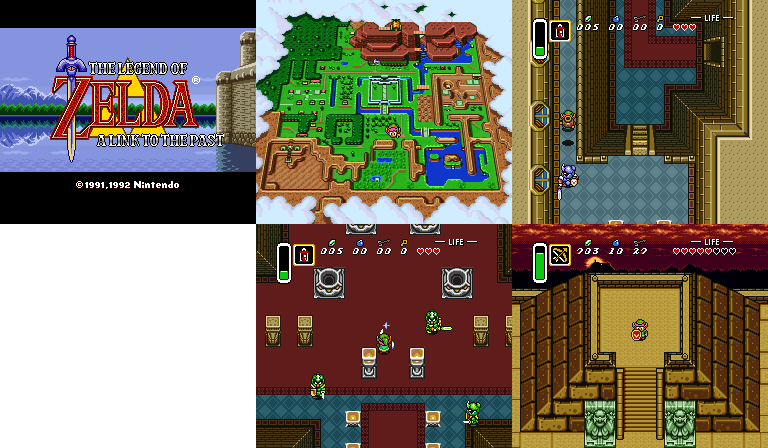 THE LEGEND OF
ZELDA®
A LINK TO THE PAST
©1991,1992 Nintendo
005 00 00 0 — LIFE —
005 00 00 0 — LIFE —
203 10 20 — LIFE —